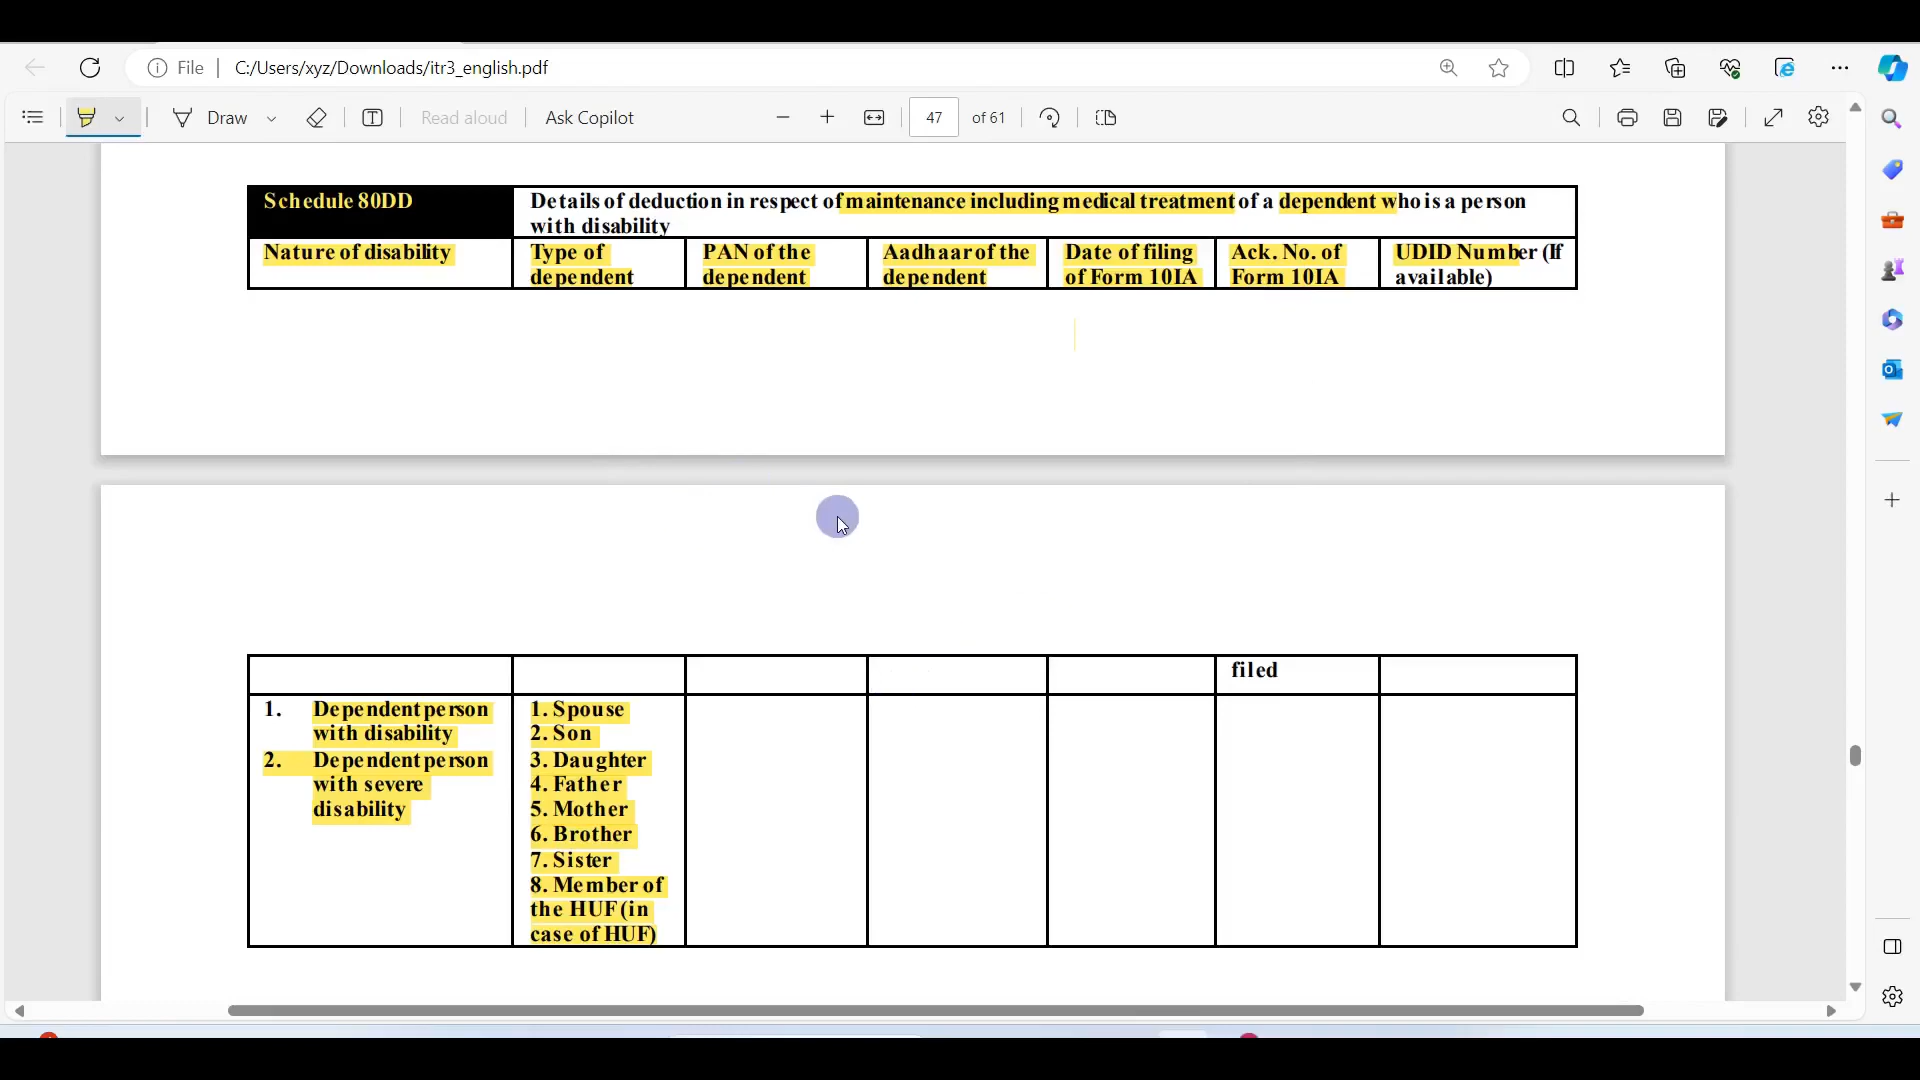 File
C:/Users/xyz/Downloads/itr3_english.pdf
Draw
Read aloud
Ask Copilot
47
of 61
Schedule 80DD
Details of deduction in respect of maintenance including medical treatment of a dependent who is a person
with disability
Nature of disability
Type of
dependent
PAN of the
dependent
Aadhaar of the
dependent
Date of filing
of Form 10IA
Ack. No. of
Form 10IA
UDID Number (If
available)
filed
1. Dependent person
with disability
2. Dependent person
with severe
disability
1. Spouse
2. Son
3. Daughter
4. Father
5. Mother
6. Brother
7. Sister
8. Member of
the HUF (in
case of HUF)